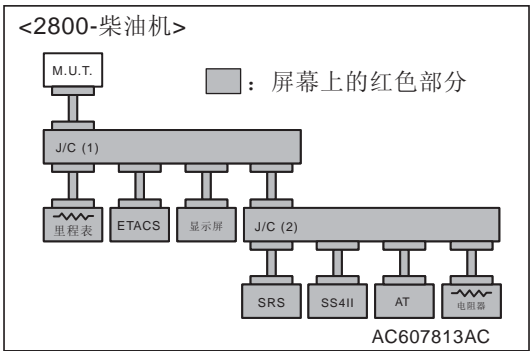 <2800-柴油机>
M.U.T.
：屏幕上的红色部分
J/C (1)
里程表 ETACS 显示屏 J/C (2)
SRS SS4II AT 电阻器
AC607813AC